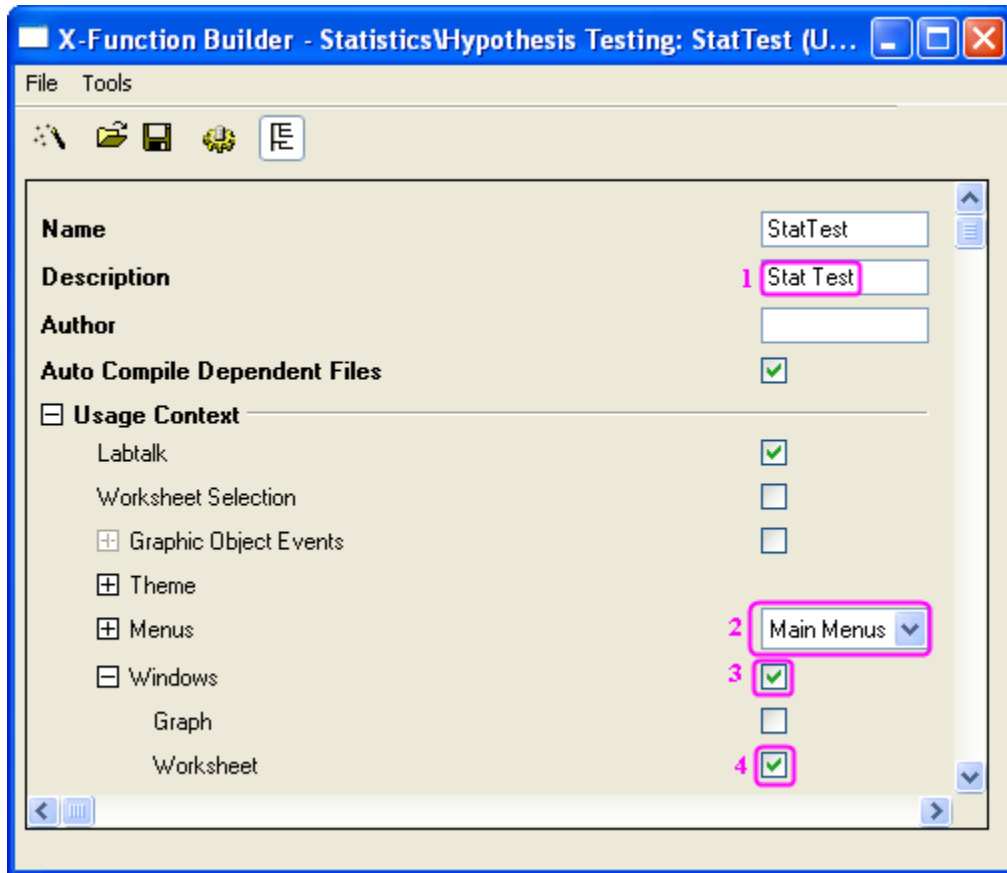 X-Function Builder - Statistics\Hypothesis Testing: StatTest (U...
File Tools
Name StatTest
Description 1 Stat Test
Author
Auto Compile Dependent Files
Usage Context
Labtalk
Worksheet Selection
Graphic Object Events
Theme
Menus 2 Main Menus
Windows 3
Graph
Worksheet 4